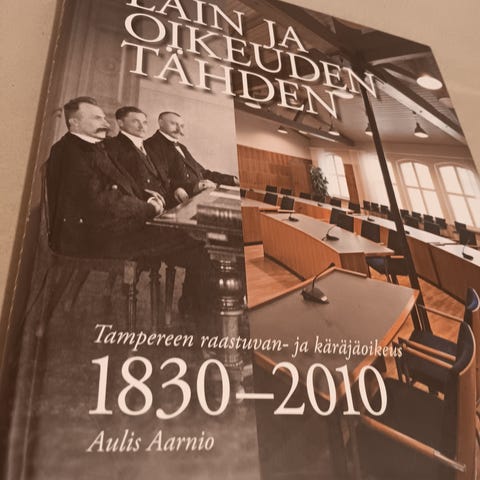 LAIN JA
OIKEUDEN
TÄHDEN
Tampereen raastuvan- ja käräjäoikeus
1830–2010
Aulis Aarnio